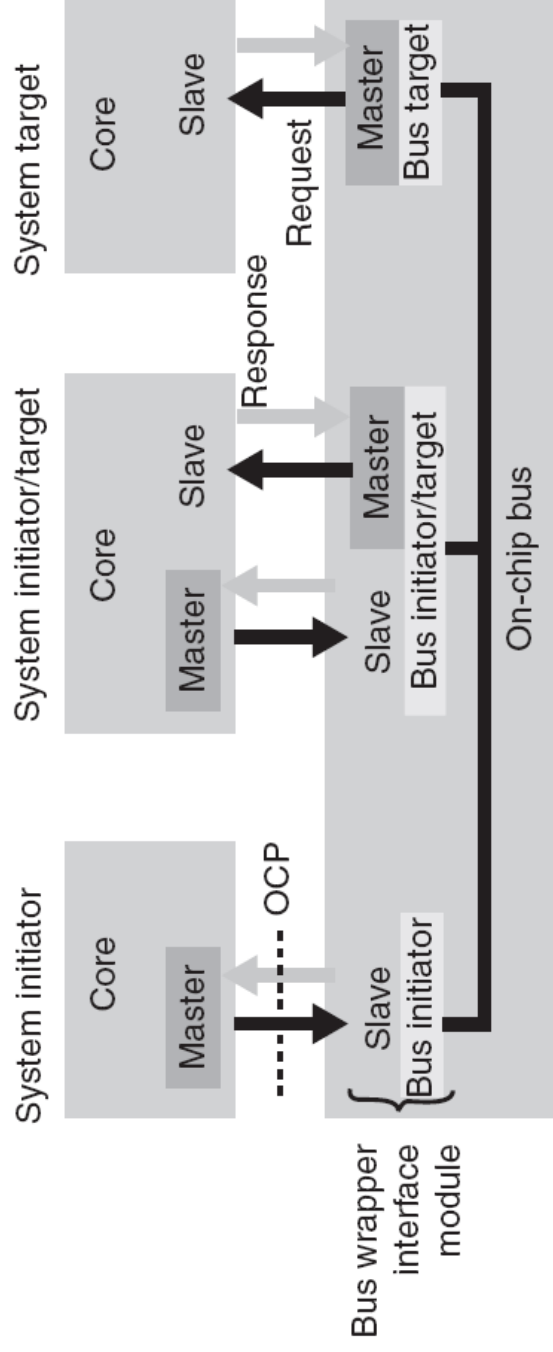 System initiator
System initiator/target
System target
Core
Core
Core
Master
Master
Slave
Slave
OCP
Response
Request
Bus wrapper
interface
module
Slave
Bus initiator
Slave
Master
Bus initiator/target
Master
Bus target
On-chip bus